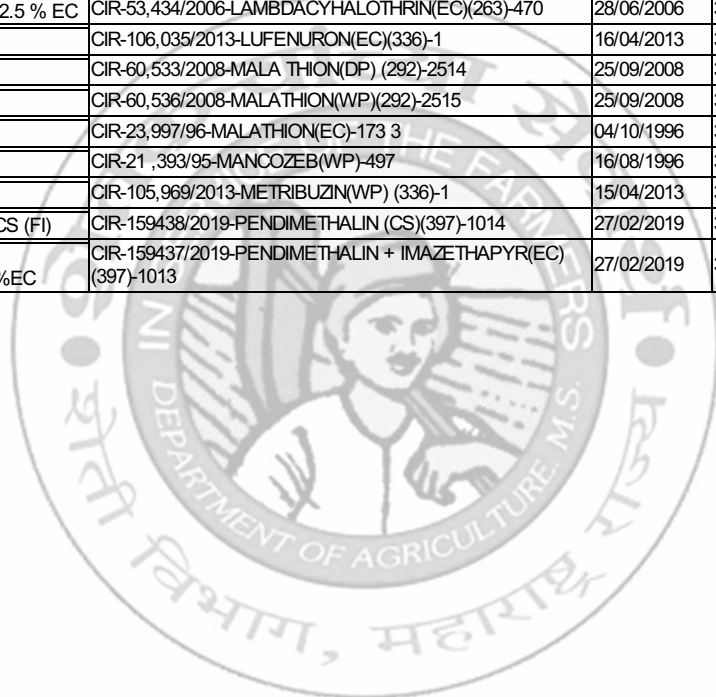 2.5 % EC CIR-53,434/2006-LAMBDACYHALOTHRIN(EC)(263)-470 28/06/2006
CIR-106,035/2013-LUFENURON(EC)(336)-1 16/04/2013
CIR-60,533/2008-MALA THION(DP) (292)-2514 25/09/2008
CIR-60,536/2008-MALATHION(WP)(292)-2515 25/09/2008
CIR-23,997/96-MALATHION(EC)-173 3 04/10/1996
CIR-21 ,393/95-MANCOZEB(WP)-497 16/08/1996
CIR-105,969/2013-METRIBUZIN(WP) (336)-1 15/04/2013
CS (FI) CIR-159438/2019-PENDIMETHALIN (CS)(397)-1014 27/02/2019
%EC CIR-159437/2019-PENDIMETHALIN + IMAZETHAPYR(EC) 27/02/2019
(397)-1013
IN THE FARMERS
DEPARTMENT OF AGRICULTURE. M.S.
शेती विभाग, महाराष्ट्र राज्य